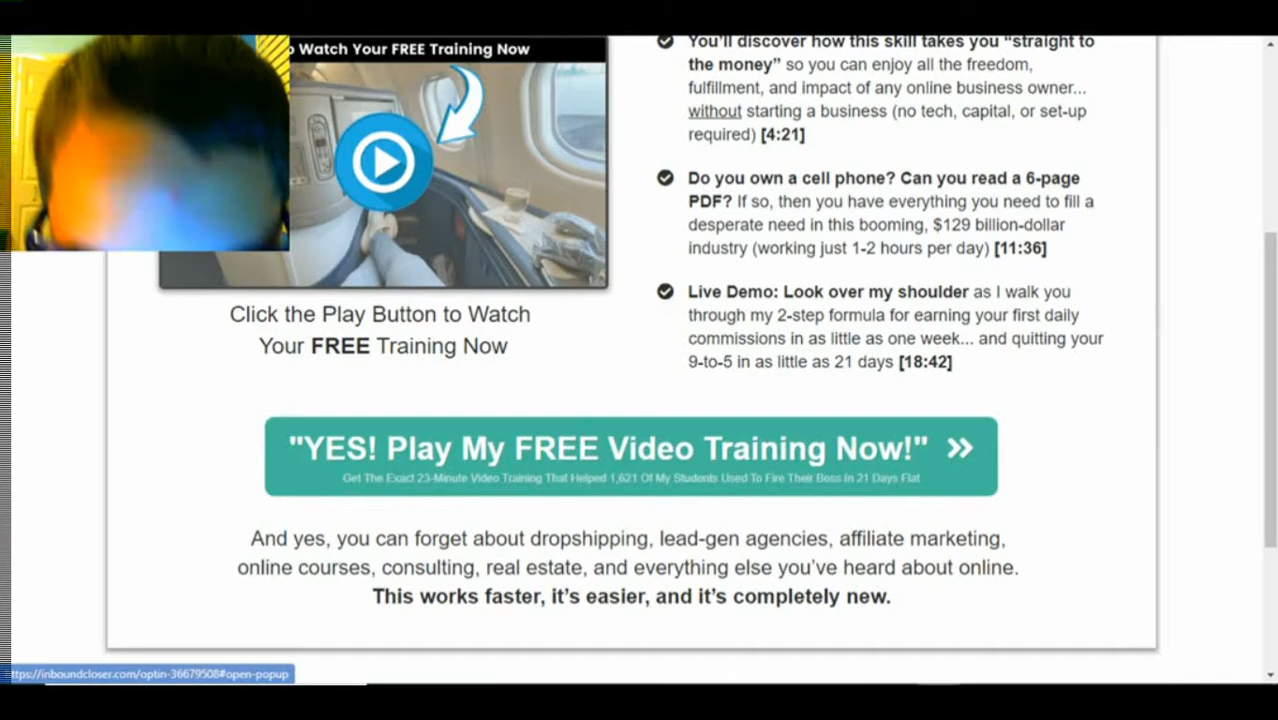 Watch Your FREE Training Now
Click the Play Button to Watch
Your FREE Training Now
You'll discover how this skill takes you “straight to
the money” so you can enjoy all the freedom,
fulfillment, and impact of any online business owner...
without starting a business (no tech, capital, or set-up
required) [4:21]
Do you own a cell phone? Can you read a 6-page
PDF? If so, then you have everything you need to fill a
desperate need in this booming, $129 billion-dollar
industry (working just 1-2 hours per day) [11:36]
Live Demo: Look over my shoulder as I walk you
through my 2-step formula for earning your first daily
commissions in as little as one week... and quitting your
9-to-5 in as little as 21 days [18:42]
"YES! Play My FREE Video Training Now!" »
Get The Exact 23-Minute Video Training That Helped 1,621 Of My Students Used To Fire Their Boss In 21 Days Flat
And yes, you can forget about dropshipping, lead-gen agencies, affiliate marketing,
online courses, consulting, real estate, and everything else you’ve heard about online.
This works faster, it’s easier, and it’s completely new.
https://inboundcloser.com/optin-36679508#open-popup